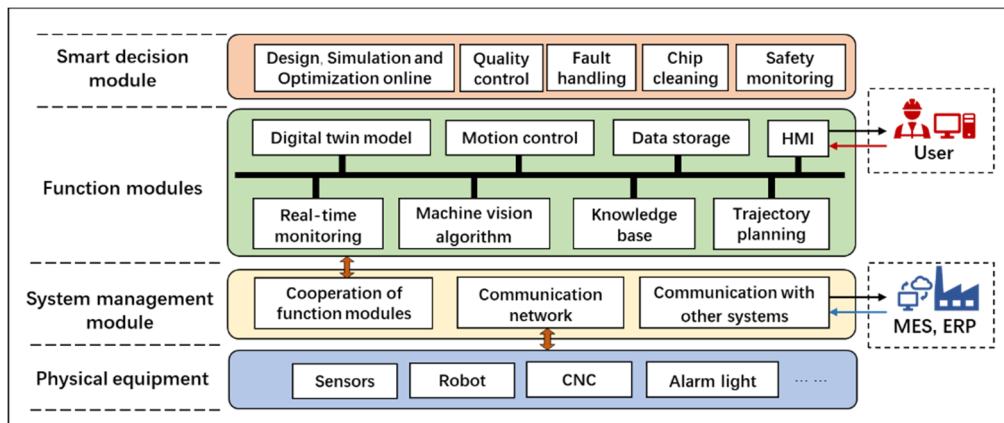 Smart decision
module
Design, Simulation and
Optimization online
Quality
control
Fault
handling
Chip
cleaning
Safety
monitoring
Function modules
Digital twin model
Motion control
Data storage
HMI
User
Real-time
monitoring
Machine vision
algorithm
Knowledge
base
Trajectory
planning
System management
module
Cooperation of
function modules
Communication
network
Communication with
other systems
MES, ERP
Physical equipment
Sensors
Robot
CNC
Alarm light
... ...